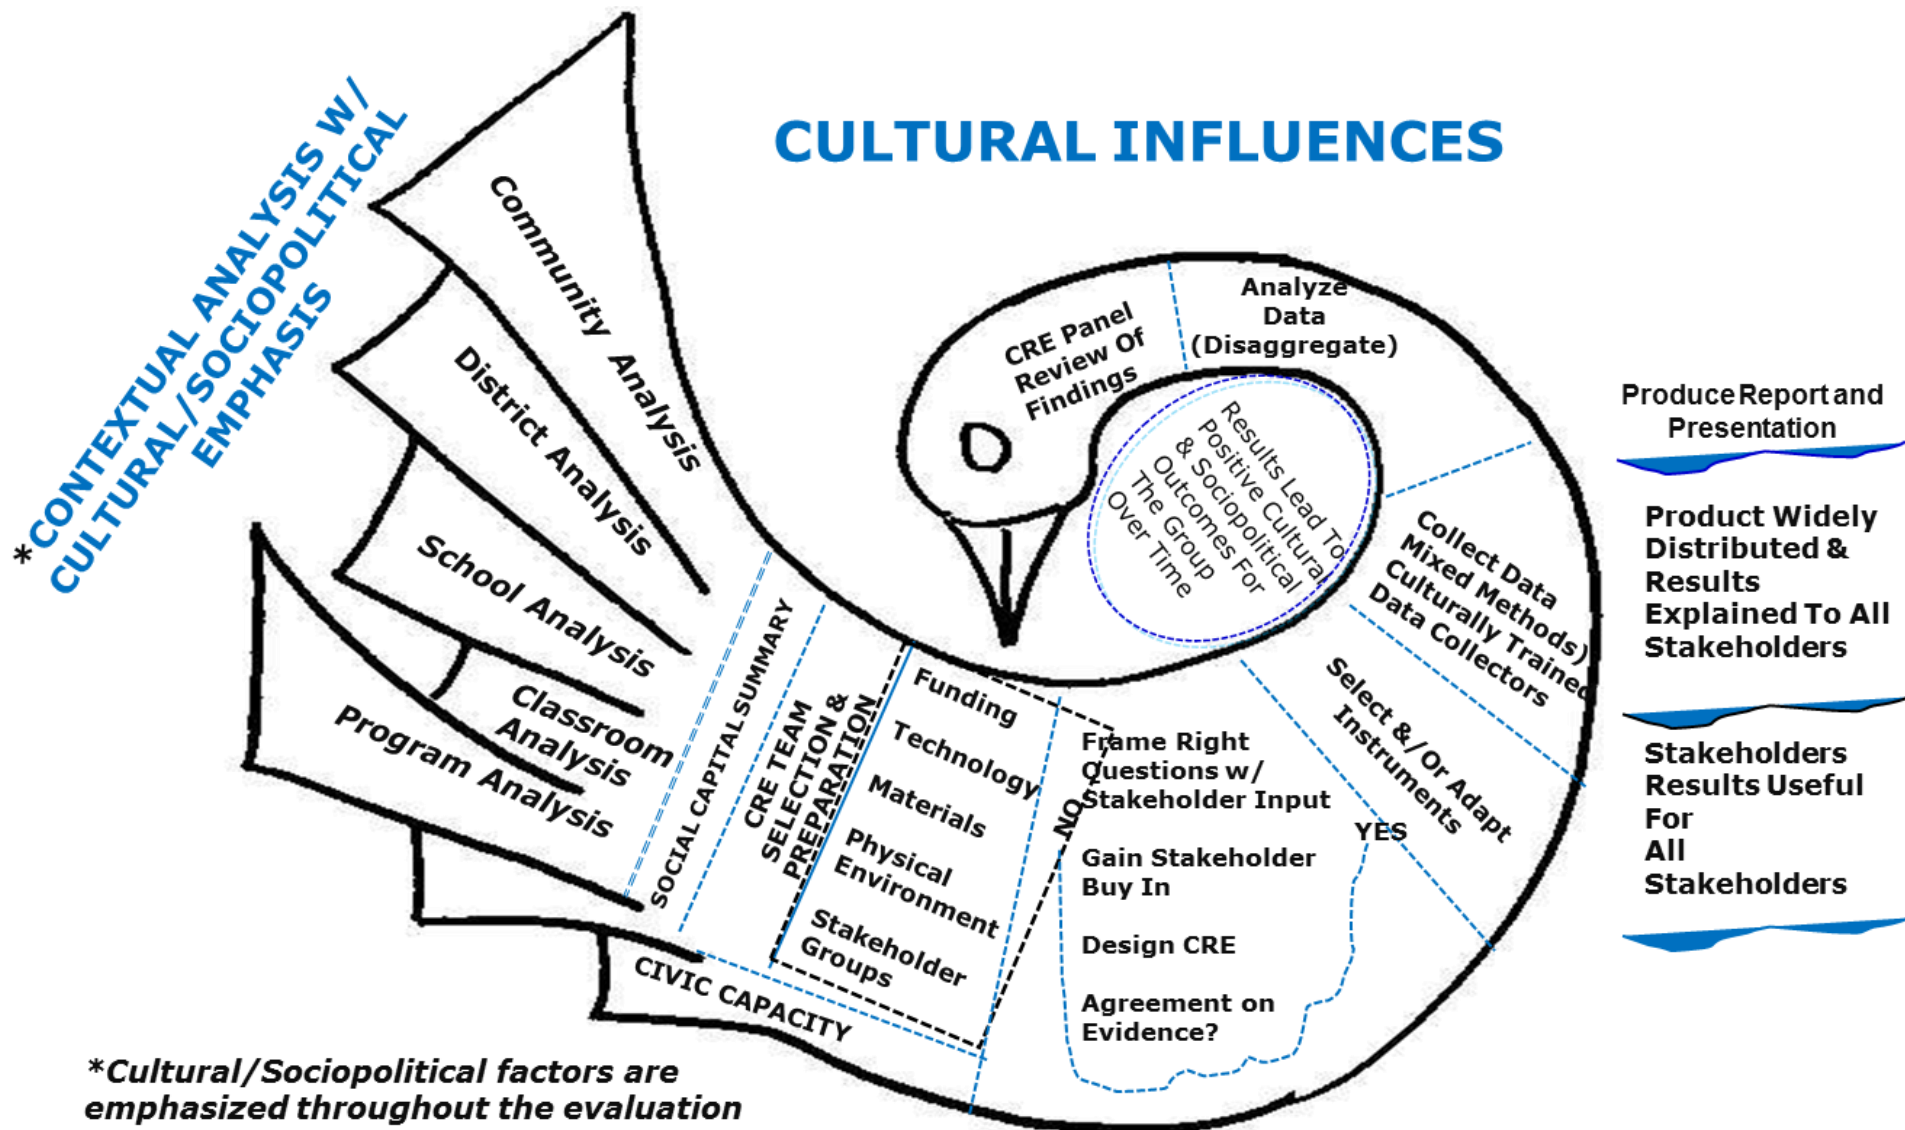 CULTURAL INFLUENCES
*CONTEXTUAL ANALYSIS W/
CULTURAL/SOCIOPOLITICAL
EMPHASIS
Community Analysis
District Analysis
School Analysis
Classroom
Analysis
Program Analysis
SOCIAL CAPITAL SUMMARY
CRE TEAM
SELECTION &
PREPARATION
CIVIC CAPACITY
Funding
Technology
Materials
Physical
Environment
Stakeholder
Groups
NO
Frame Right
Questions w/
Stakeholder Input
Gain Stakeholder
Buy In
Design CRE
Agreement on
Evidence?
YES
Select &/Or Adapt
Instruments
Collect Data
Mixed Methods)
Culturally Trained
Data Collectors
Analyze
Data
(Disaggregate)
CRE Panel
Review Of
Findings
Results Lead To
Positive Cultural
& Sociopolitical
Outcomes For
The Group
Over Time
Produce Report and
Presentation
Product Widely
Distributed &
Results
Explained To All
Stakeholders
Stakeholders
Results Useful
For
All
Stakeholders
*Cultural/Sociopolitical factors are
emphasized throughout the evaluation